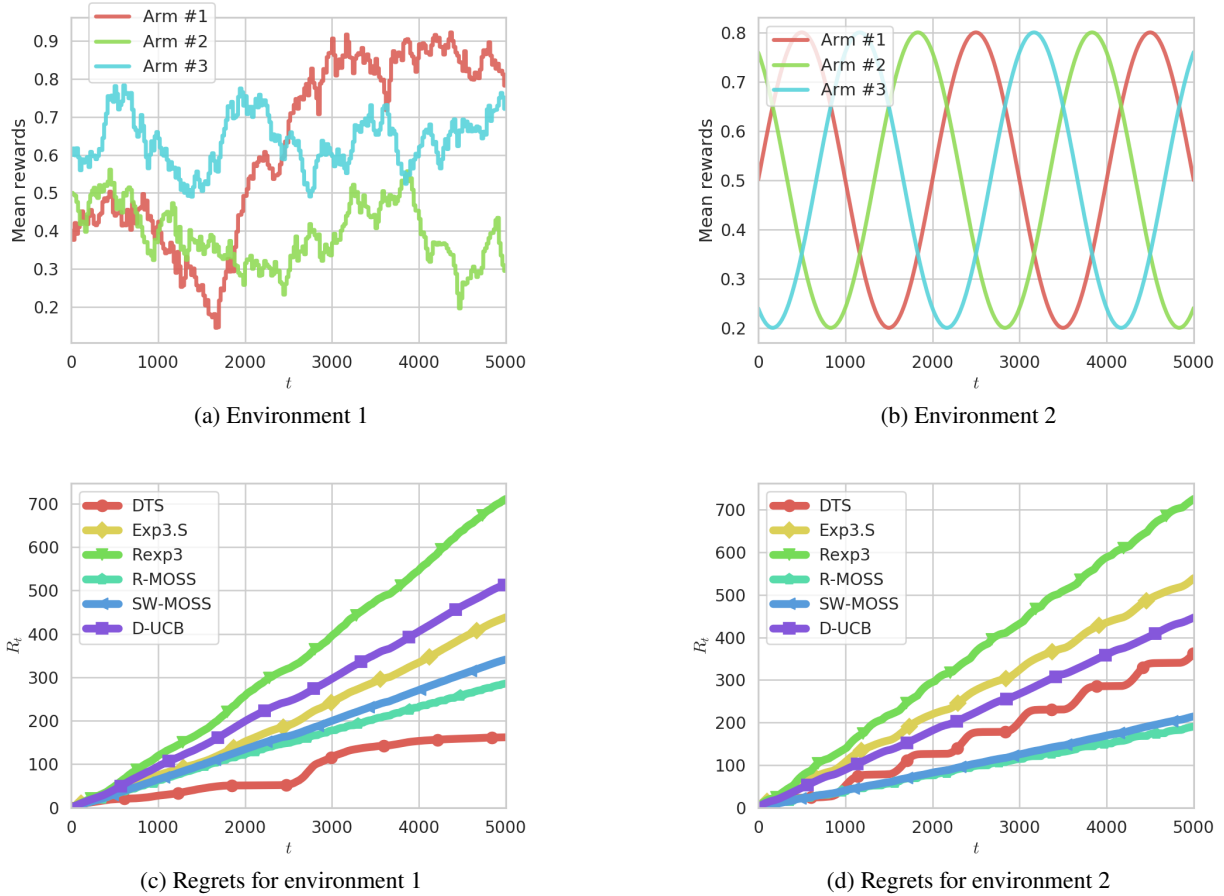 Arm #1
Arm #2
Arm #3
0.9
0.8
0.7
0.6
0.5
0.4
0.3
0.2
Mean rewards
0 1000 2000 3000 4000 5000
t
(a) Environment 1
Arm #1
Arm #2
Arm #3
0.8
0.7
0.6
0.5
0.4
0.3
0.2
Mean rewards
0 1000 2000 3000 4000 5000
t
(b) Environment 2
DTS
Exp3.S
Rexp3
R-MOSS
SW-MOSS
D-UCB
700
600
500
400
300
200
100
0
R_t
0 1000 2000 3000 4000 5000
t
(c) Regrets for environment 1
DTS
Exp3.S
Rexp3
R-MOSS
SW-MOSS
D-UCB
700
600
500
400
300
200
100
0
R_t
0 1000 2000 3000 4000 5000
t
(d) Regrets for environment 2